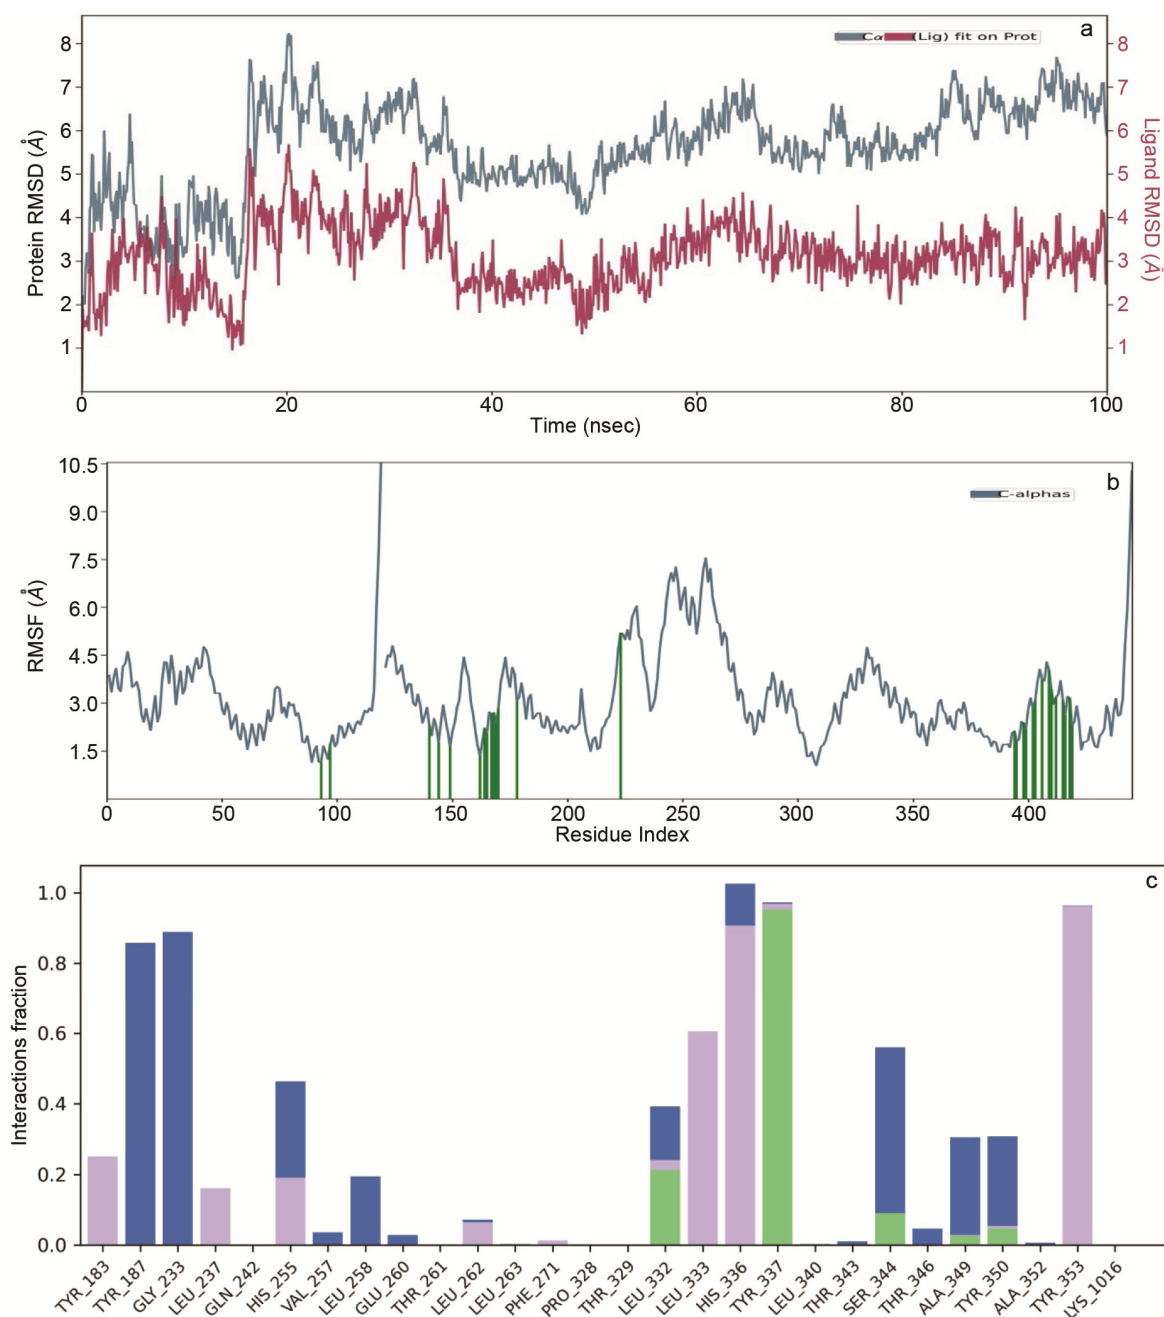 a
Cα (Lig) fit on Prot
8
7
6
5
4
3
2
1
Protein RMSD (Å)
8
7
6
5
4
3
2
1
Ligand RMSD (Å)
0 20 40 60 80 100
Time (nsec)
b
C-alphas
10.5
9.0
7.5
6.0
4.5
3.0
1.5
RMSF (Å)
0 50 100 150 200 250 300 350 400
Residue Index
c
1.0
0.8
0.6
0.4
0.2
0.0
Interactions fraction
TYR_183
TYR_187
GLY_233
LEU_237
GLN_242
HIS_255
VAL_257
LEU_258
GLU_260
THR_261
LEU_262
LEU_263
PHE_271
PRO_328
THR_329
LEU_332
LEU_333
HIS_336
TYR_337
LEU_340
THR_343
SER_344
THR_346
ALA_349
TYR_350
ALA_352
TYR_353
LYS_1016